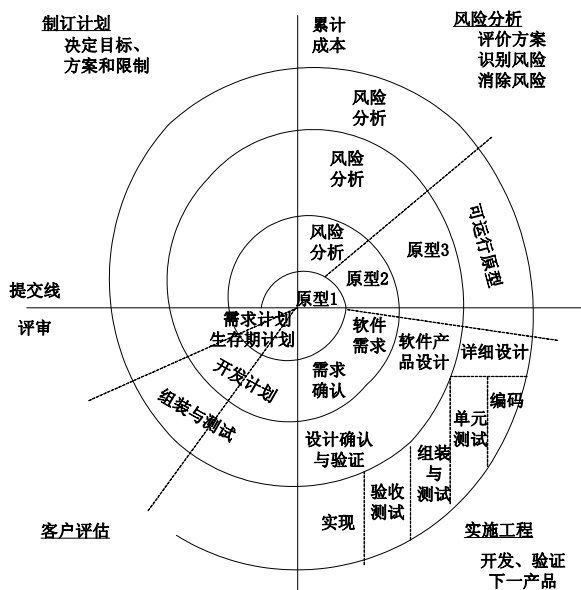 制订计划
决定目标、
方案和限制
累计
成本
风险分析
评价方案
识别风险
消除风险
风险
分析
风险
分析
风险
分析
可运行原型
原型3
原型2
原型1
提交线
评审
需求计划
生存期计划
开发计划
组装与测试
软件
需求
需求
确认
软件产
品设计
详细设计
设计确认
与验证
编码
单元
测试
组装
与
测试
验收
测试
实现
客户评估
实施工程
开发、验证
下一产品